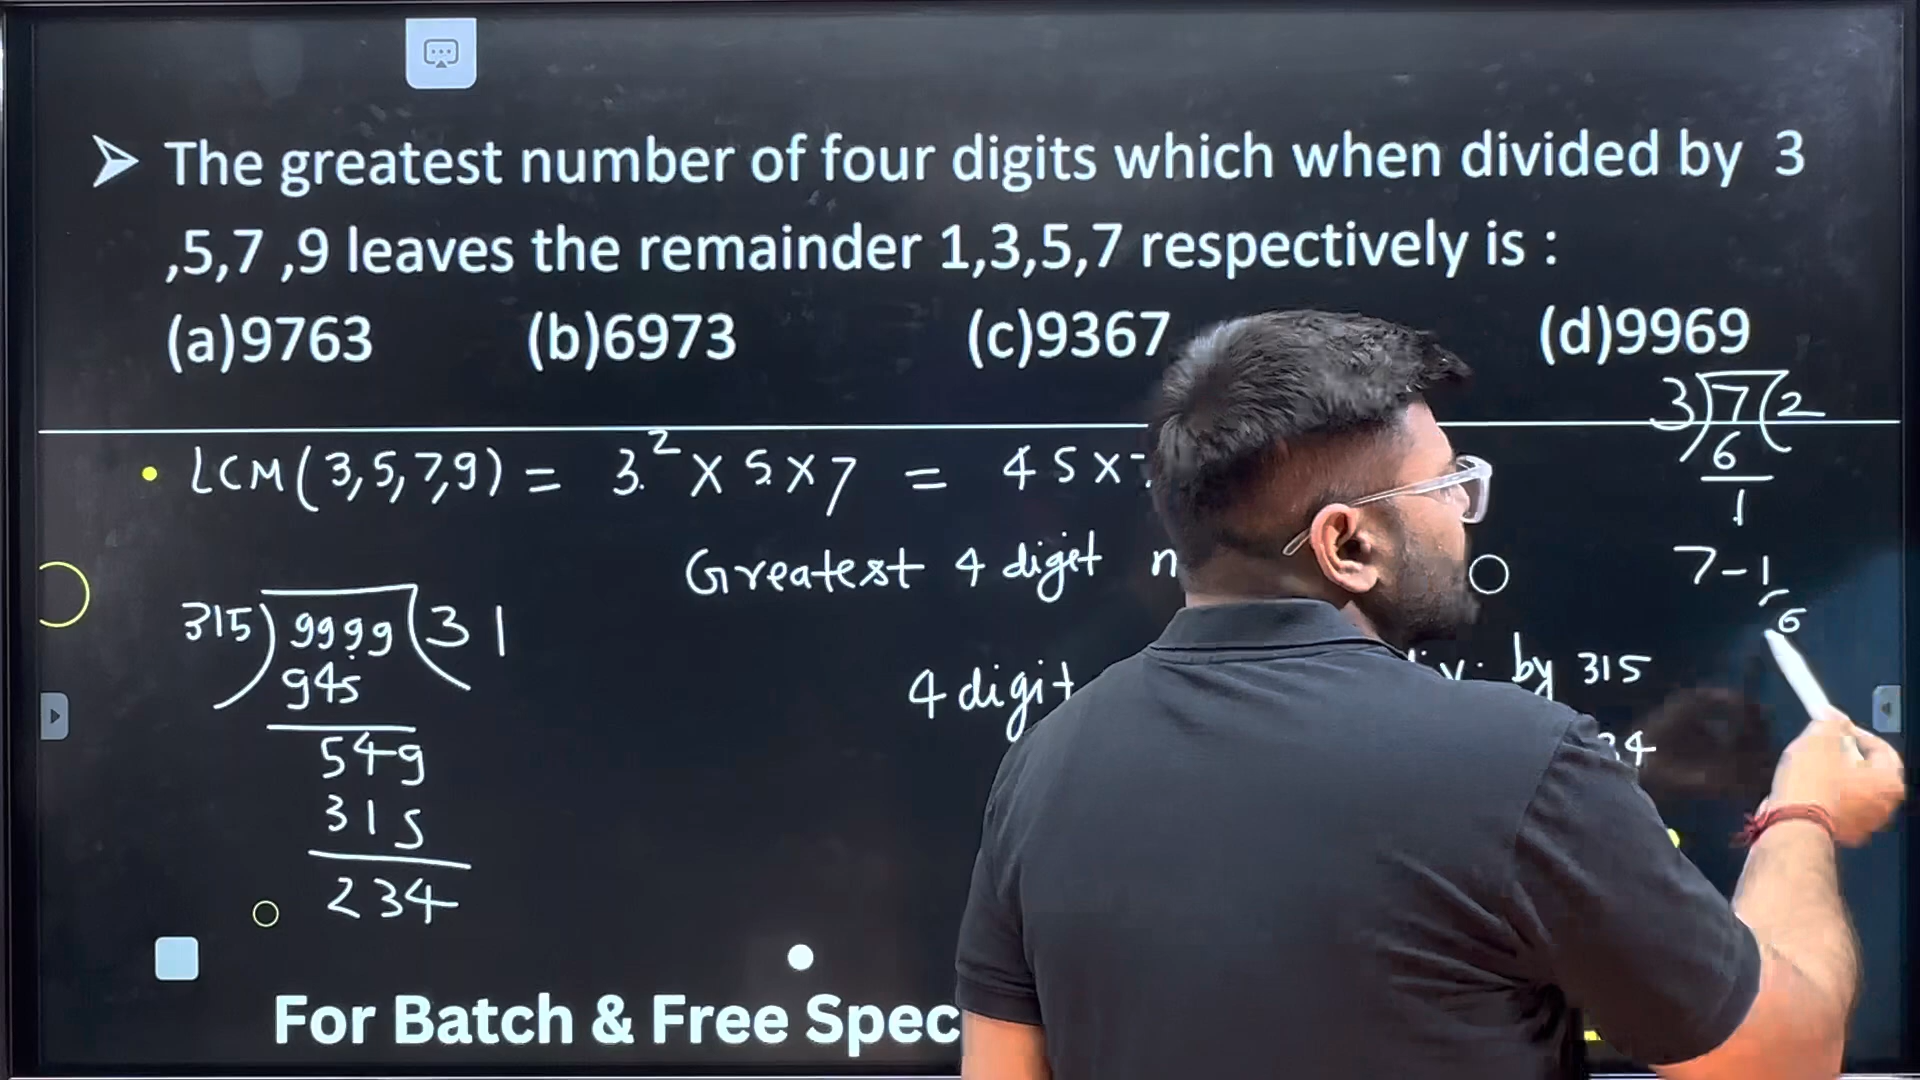 ➤ The greatest number of four digits which when divided by 3
,5,7 ,9 leaves the remainder 1,3,5,7 respectively is :
(a)9763 (b)6973 (c)9367 (d)9969
• LCM(3,5,7,9) = 3² × 5 × 7 = 45 ×
3)7(2
6
1
7-1
6
Greatest 4 digit n
4 digit div. by 315
34
315)9999(31
945
549
315
234
For Batch & Free Spec